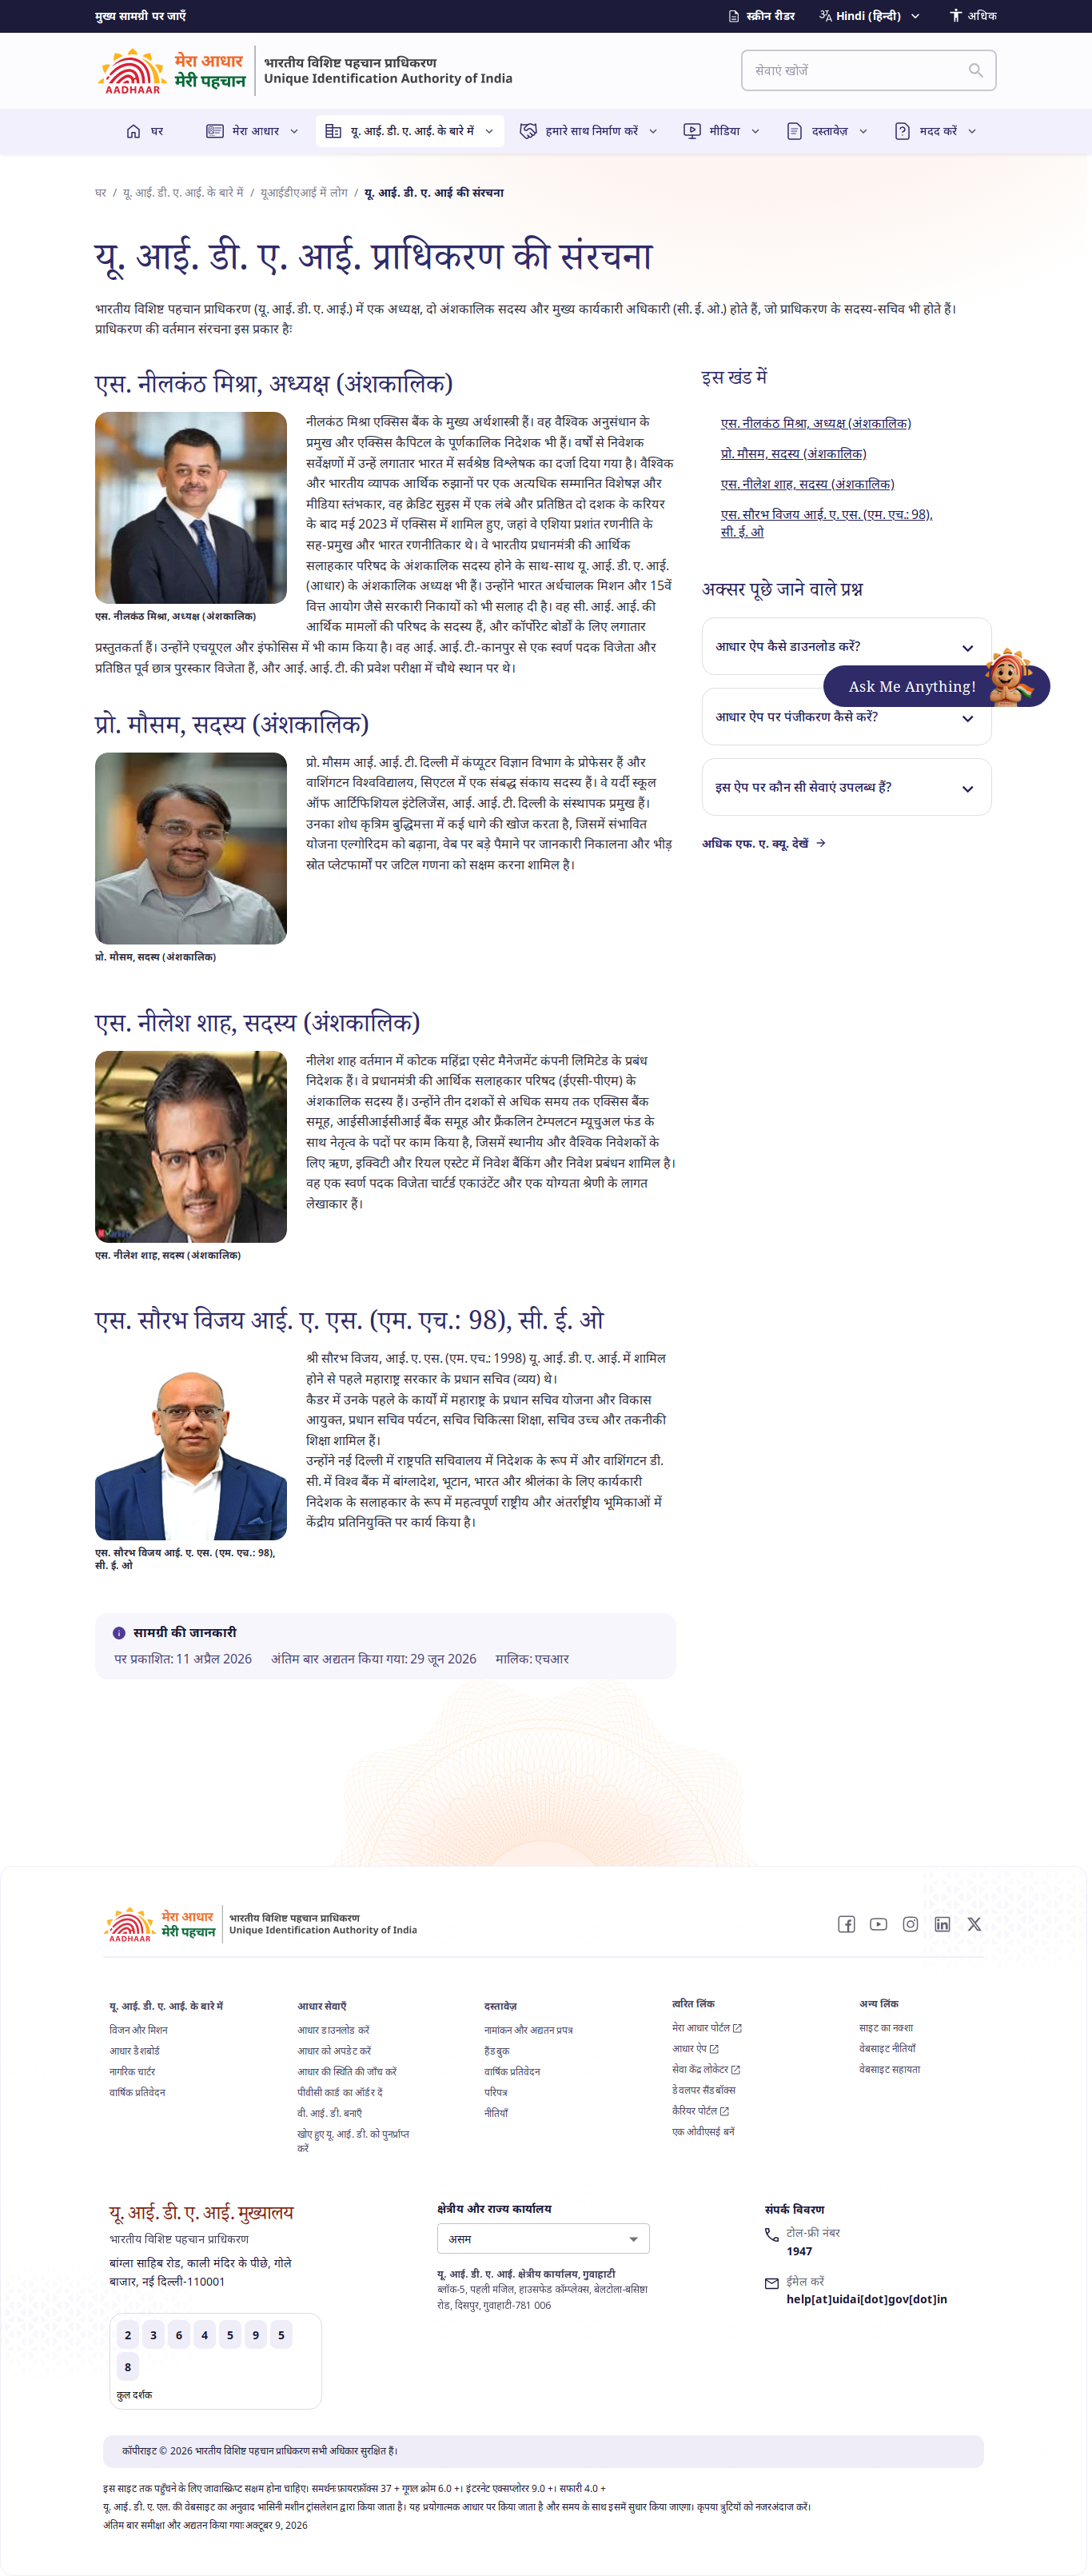 मुख्य सामग्री पर जाएँ
स्क्रीन रीडर
Hindi (हिन्दी)
अधिक
मेरा आधार
मेरी पहचान
AADHAAR
भारतीय विशिष्ट पहचान प्राधिकरण
Unique Identification Authority of India
सेवाएं खोजें
घर
मेरा आधार
यू. आई. डी. ए. आई. के बारे में
हमारे साथ निर्माण करें
मीडिया
दस्तावेज़
मदद करें
घर / यू. आई. डी. ए. आई. के बारे में / यूआईडीएआई में लोग / यू. आई. डी. ए. आई की संरचना
यू. आई. डी. ए. आई. प्राधिकरण की संरचना
भारतीय विशिष्ट पहचान प्राधिकरण (यू. आई. डी. ए. आई.) में एक अध्यक्ष, दो अंशकालिक सदस्य और मुख्य कार्यकारी अधिकारी (सी. ई. ओ.) होते हैं, जो प्राधिकरण के सदस्य-सचिव भी होते हैं।
प्राधिकरण की वर्तमान संरचना इस प्रकार हैः
एस. नीलकंठ मिश्रा, अध्यक्ष (अंशकालिक)
नीलकंठ मिश्रा एक्सिस बैंक के मुख्य अर्थशास्त्री हैं। वह वैश्विक अनुसंधान के
प्रमुख और एक्सिस कैपिटल के पूर्णकालिक निदेशक भी हैं। वर्षों से निवेशक
सर्वेक्षणों में उन्हें लगातार भारत में सर्वश्रेष्ठ विश्लेषक का दर्जा दिया गया है। वैश्विक
और भारतीय व्यापक आर्थिक रुझानों पर एक अत्यधिक सम्मानित विशेषज्ञ और
मीडिया स्तंभकार, वह क्रेडिट सुइस में एक लंबे और प्रतिष्ठित दो दशक के करियर
के बाद मई 2023 में एक्सिस में शामिल हुए, जहां वे एशिया प्रशांत रणनीति के
सह-प्रमुख और भारत रणनीतिकार थे। वे भारतीय प्रधानमंत्री की आर्थिक
सलाहकार परिषद के अंशकालिक सदस्य होने के साथ-साथ यू. आई. डी. ए. आई.
(आधार) के अंशकालिक अध्यक्ष भी हैं। उन्होंने भारत अर्धचालक मिशन और 15वें
वित्त आयोग जैसे सरकारी निकायों को भी सलाह दी है। वह सी. आई. आई. की
आर्थिक मामलों की परिषद के सदस्य हैं, और कॉर्पोरेट बोर्डों के लिए लगातार
एस. नीलकंठ मिश्रा, अध्यक्ष (अंशकालिक)
प्रस्तुतकर्ता हैं। उन्होंने एचयूएल और इंफोसिस में भी काम किया है। वह आई. आई. टी.-कानपुर से एक स्वर्ण पदक विजेता और
प्रतिष्ठित पूर्व छात्र पुरस्कार विजेता हैं, और आई. आई. टी. की प्रवेश परीक्षा में चौथे स्थान पर थे।
इस खंड में
एस. नीलकंठ मिश्रा, अध्यक्ष (अंशकालिक)
प्रो. मौसम, सदस्य (अंशकालिक)
एस. नीलेश शाह, सदस्य (अंशकालिक)
एस. सौरभ विजय आई. ए. एस. (एम. एच.: 98),
सी. ई. ओ
अक्सर पूछे जाने वाले प्रश्न
आधार ऐप कैसे डाउनलोड करें?
Ask Me Anything!
आधार ऐप पर पंजीकरण कैसे करें?
इस ऐप पर कौन सी सेवाएं उपलब्ध हैं?
अधिक एफ. ए. क्यू. देखें
प्रो. मौसम, सदस्य (अंशकालिक)
प्रो. मौसम आई. आई. टी. दिल्ली में कंप्यूटर विज्ञान विभाग के प्रोफेसर हैं और
वाशिंगटन विश्वविद्यालय, सिएटल में एक संबद्ध संकाय सदस्य हैं। वे यर्दी स्कूल
ऑफ आर्टिफिशियल इंटेलिजेंस, आई. आई. टी. दिल्ली के संस्थापक प्रमुख हैं।
उनका शोध कृत्रिम बुद्धिमत्ता में कई धागे की खोज करता है, जिसमें संभावित
योजना एल्गोरिदम को बढ़ाना, वेब पर बड़े पैमाने पर जानकारी निकालना और भीड़
स्रोत प्लेटफार्मों पर जटिल गणना को सक्षम करना शामिल है।
प्रो. मौसम, सदस्य (अंशकालिक)
एस. नीलेश शाह, सदस्य (अंशकालिक)
नीलेश शाह वर्तमान में कोटक महिंद्रा एसेट मैनेजमेंट कंपनी लिमिटेड के प्रबंध
निदेशक हैं। वे प्रधानमंत्री की आर्थिक सलाहकार परिषद (ईएसी-पीएम) के
अंशकालिक सदस्य हैं। उन्होंने तीन दशकों से अधिक समय तक एक्सिस बैंक
समूह, आईसीआईसीआई बैंक समूह और फ्रैंकलिन टेम्पलटन म्यूचुअल फंड के
साथ नेतृत्व के पदों पर काम किया है, जिसमें स्थानीय और वैश्विक निवेशकों के
लिए ऋण, इक्विटी और रियल एस्टेट में निवेश बैंकिंग और निवेश प्रबंधन शामिल है।
वह एक स्वर्ण पदक विजेता चार्टर्ड एकाउंटेंट और एक योग्यता श्रेणी के लागत
लेखाकार हैं।
एस. नीलेश शाह, सदस्य (अंशकालिक)
एस. सौरभ विजय आई. ए. एस. (एम. एच.: 98), सी. ई. ओ
श्री सौरभ विजय, आई. ए. एस. (एम. एच.: 1998) यू. आई. डी. ए. आई. में शामिल
होने से पहले महाराष्ट्र सरकार के प्रधान सचिव (व्यय) थे।
कैडर में उनके पहले के कार्यों में महाराष्ट्र के प्रधान सचिव योजना और विकास
आयुक्त, प्रधान सचिव पर्यटन, सचिव चिकित्सा शिक्षा, सचिव उच्च और तकनीकी
शिक्षा शामिल हैं।
उन्होंने नई दिल्ली में राष्ट्रपति सचिवालय में निदेशक के रूप में और वाशिंगटन डी.
सी. में विश्व बैंक में बांग्लादेश, भूटान, भारत और श्रीलंका के लिए कार्यकारी
निदेशक के सलाहकार के रूप में महत्वपूर्ण राष्ट्रीय और अंतर्राष्ट्रीय भूमिकाओं में
केंद्रीय प्रतिनियुक्ति पर कार्य किया है।
एस. सौरभ विजय आई. ए. एस. (एम. एच.: 98),
सी. ई. ओ
सामग्री की जानकारी
पर प्रकाशित: 11 अप्रैल 2026 अंतिम बार अद्यतन किया गया: 29 जून 2026 मालिक: एचआर
मेरा आधार
मेरी पहचान
AADHAAR
भारतीय विशिष्ट पहचान प्राधिकरण
Unique Identification Authority of India
यू. आई. डी. ए. आई. के बारे में
विजन और मिशन
आधार डैशबोर्ड
नागरिक चार्टर
वार्षिक प्रतिवेदन
आधार सेवाएँ
आधार डाउनलोड करें
आधार को अपडेट करें
आधार की स्थिति की जाँच करें
पीवीसी कार्ड का ऑर्डर दें
वी. आई. डी. बनाएँ
खोए हुए यू. आई. डी. को पुनर्प्राप्त
करें
दस्तावेज़
नामांकन और अद्यतन प्रपत्र
हैंडबुक
वार्षिक प्रतिवेदन
परिपत्र
नीतियाँ
त्वरित लिंक
मेरा आधार पोर्टल
आधार ऐप
सेवा केंद्र लोकेटर
डेवलपर सैंडबॉक्स
कैरियर पोर्टल
एक ओवीएसई बनें
अन्य लिंक
साइट का नक्शा
वेबसाइट नीतियाँ
वेबसाइट सहायता
यू. आई. डी. ए. आई. मुख्यालय
भारतीय विशिष्ट पहचान प्राधिकरण
बांग्ला साहिब रोड, काली मंदिर के पीछे, गोले
बाजार, नई दिल्ली-110001
2 3 6 4 5 9 5
8
कुल दर्शक
क्षेत्रीय और राज्य कार्यालय
असम
यू. आई. डी. ए. आई. क्षेत्रीय कार्यालय, गुवाहाटी
ब्लॉक-5, पहली मंजिल, हाउसफेड कॉम्प्लेक्स, बेलटोला-बसिष्ठा
रोड, दिसपुर, गुवाहाटी-781 006
संपर्क विवरण
टोल-फ्री नंबर
1947
ईमेल करें
help[at]uidai[dot]gov[dot]in
कॉपीराइट © 2026 भारतीय विशिष्ट पहचान प्राधिकरण सभी अधिकार सुरक्षित हैं।
इस साइट तक पहुँचने के लिए जावास्क्रिप्ट सक्षम होना चाहिए। समर्थनः फ़ायरफ़ॉक्स 37 + गूगल क्रोम 6.0 +। इंटरनेट एक्सप्लोरर 9.0 +। सफारी 4.0 +
यू. आई. डी. ए. एल. की वेबसाइट का अनुवाद भासिनी मशीन ट्रांसलेशन द्वारा किया जाता है। यह प्रयोगात्मक आधार पर किया जाता है और समय के साथ इसमें सुधार किया जाएगा। कृपया त्रुटियों को नजरअंदाज करें।
अंतिम बार समीक्षा और अद्यतन किया गयाः अक्टूबर 9, 2026